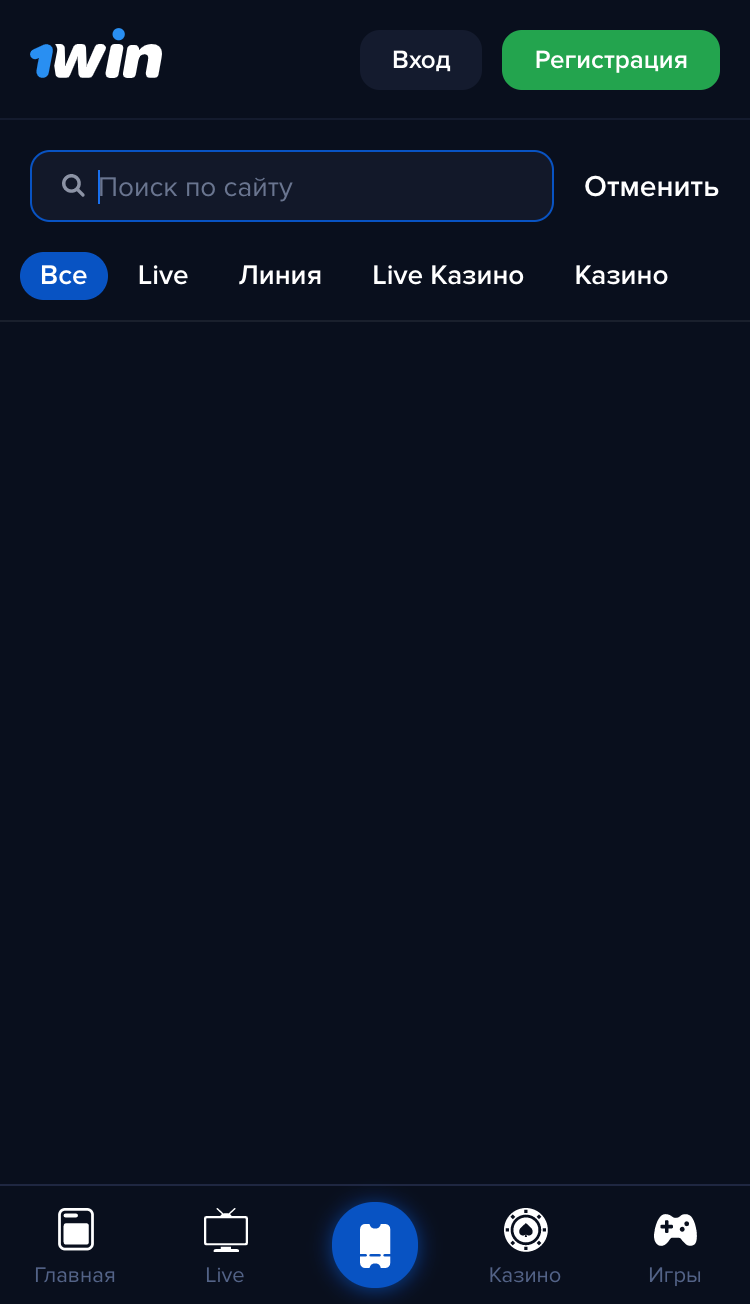 1win
Вход
Регистрация
Поиск по сайту
Отменить
Все
Live
Линия
Live Казино
Казино
Главная
Live
Казино
Игры